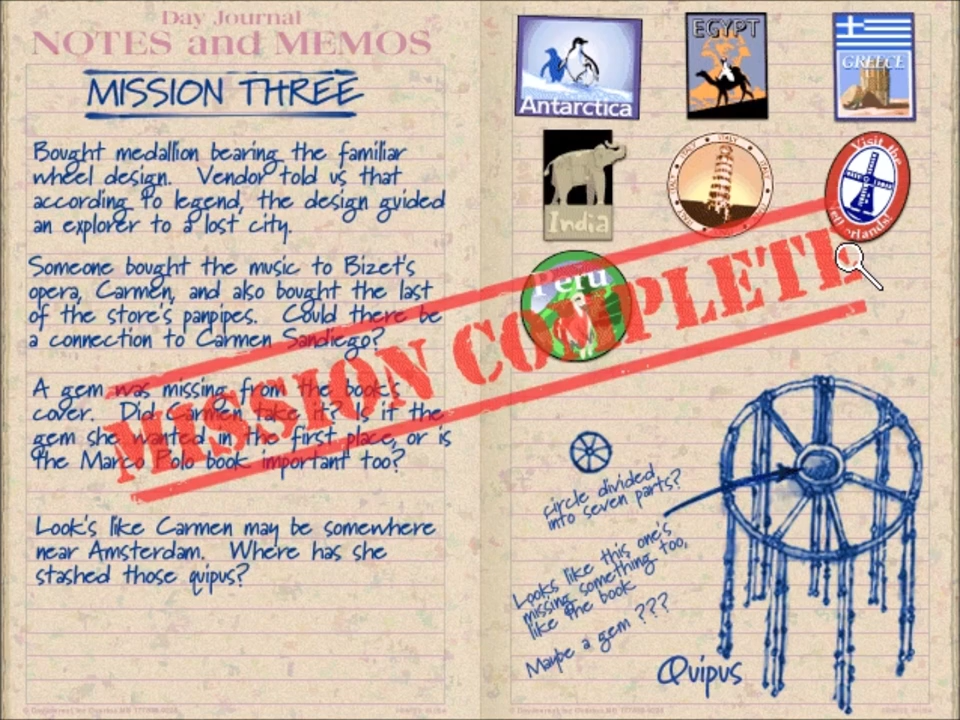 Day Journal
NOTES and MEMOS
MISSION THREE
Bought medallion bearing the familiar
wheel design. Vendor told us that
according to legend, the design guided
an explorer to a lost city.
Someone bought the music to Bizet's
opera, Carmen, and also bought the last
of the store's panpipes. Could there be
a connection to Carmen Sandiego?
A gem was missing from the book's
cover. Did Carmen take it? Is it the
gem she wanted in the first place, or is
the Marco Polo book important too?
Look's like Carmen may be somewhere
near Amsterdam. Where has she
stashed those quipus?
Antarctica
EGYPT
GREECE
India
ITALY
ITALY
ITALY
Visit the
Netherlands!
Peru
MISSION COMPLETE
circle divided
into seven parts?
Looks like this one's
missing something too,
like the book
Maybe a gem ???
Quipus